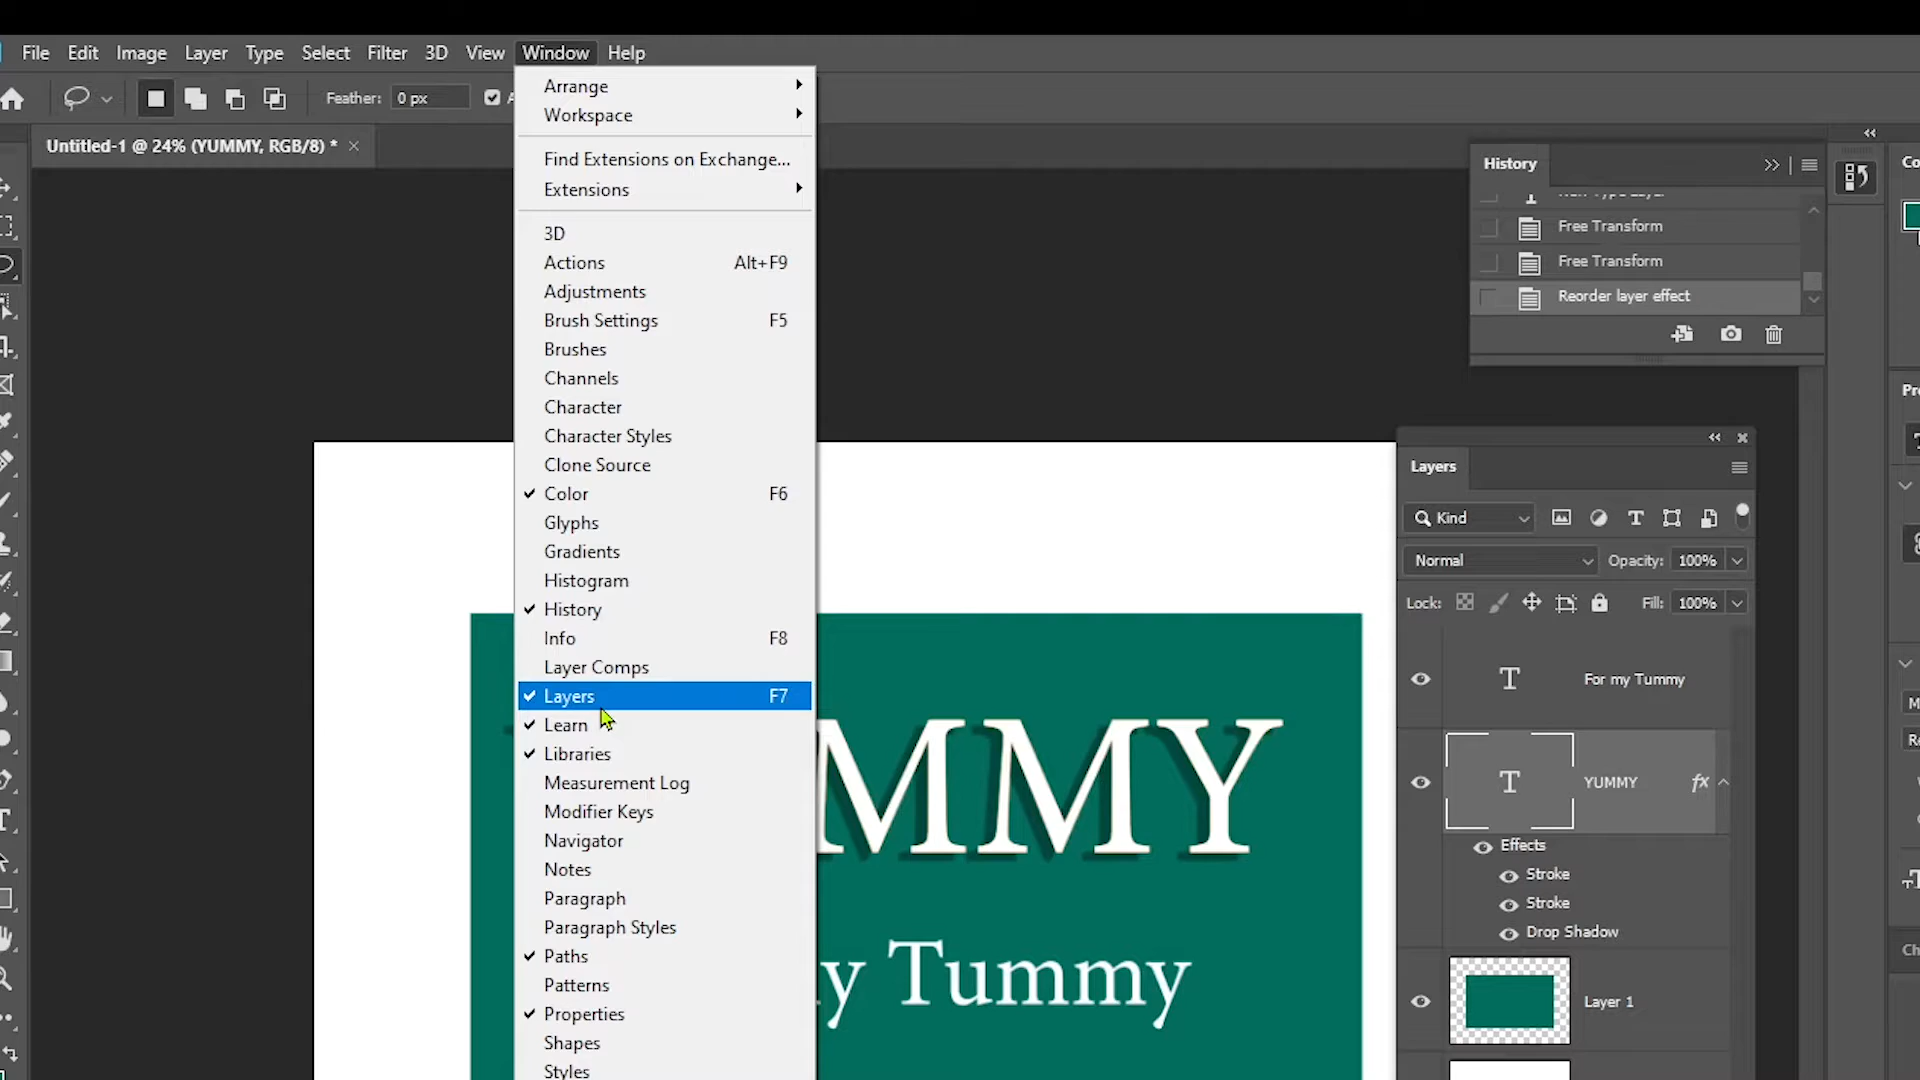 File Edit Image Layer Type Select Filter 3D View Window Help
Feather: 0 px
Untitled-1 @ 24% (YUMMY, RGB/8) * ×
Arrange
Workspace
Find Extensions on Exchange...
Extensions
3D
Actions Alt+F9
Adjustments
Brush Settings F5
Brushes
Channels
Character
Character Styles
Clone Source
Color F6
Glyphs
Gradients
Histogram
History
Info F8
Layer Comps
Layers F7
Learn
Libraries
Measurement Log
Modifier Keys
Navigator
Notes
Paragraph
Paragraph Styles
Paths
Patterns
Properties
Shapes
Styles
MMY
y Tummy
History
Free Transform
Free Transform
Reorder layer effect
Layers
Kind
Normal Opacity: 100%
Lock: Fill: 100%
For my Tummy
YUMMY fx
Effects
Stroke
Stroke
Drop Shadow
Layer 1